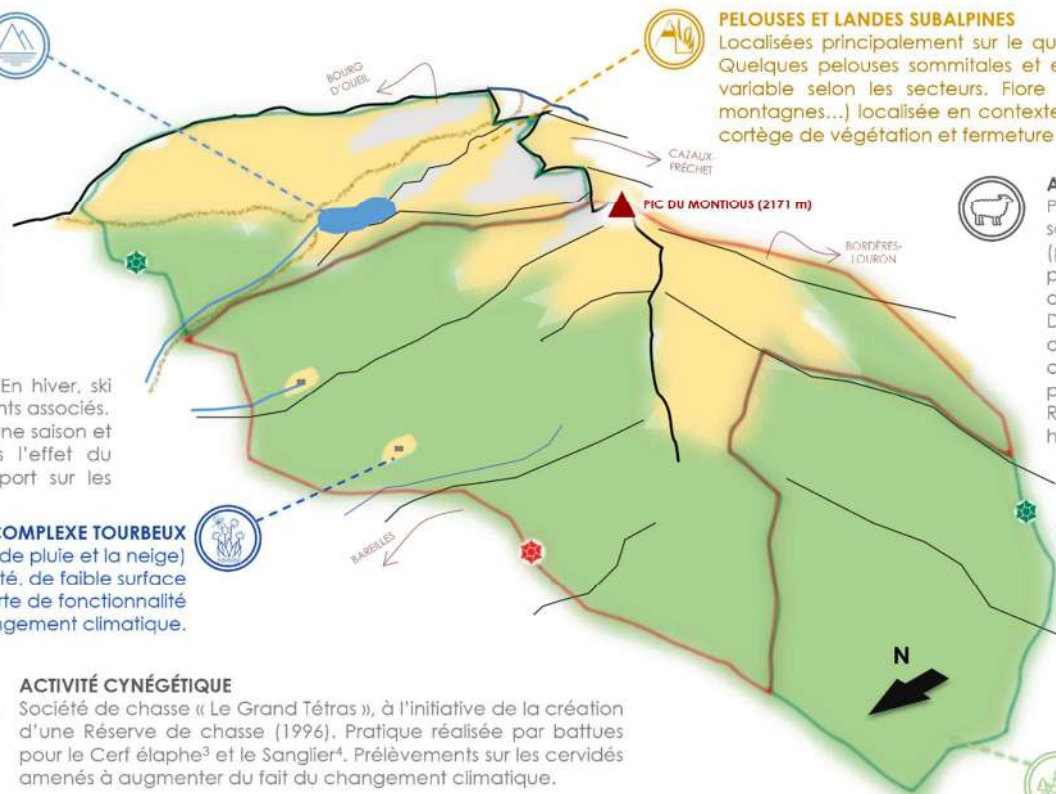 PELOUSES ET LANDES SUBALPINES
Localisées principalement sur le qu
Quelques pelouses sommitales et e
variable selon les secteurs. Flore
montagnes...) localisée en contexte
cortège de végétation et fermeture
BOURG
D'OUEIL
CAZAUX-
FRÉCHET
PIC DU MONTIOUS (2171 m)
BORDÈRES-
LOURON
En hiver, ski
nts associés.
ne saison et
s l'effet du
port sur les
COMPLEXE TOURBEUX
de pluie et la neige)
té. de faible surface
rte de fonctionnalité
ngement climatique.
BAREILLES
N
ACTIVITÉ CYNÉGÉTIQUE
Société de chasse « Le Grand Tétras », à l'initiative de la création
d'une Réserve de chasse (1996). Pratique réalisée par battues
pour le Cerf élaphe³ et le Sanglier⁴. Prélèvements sur les cervidés
amenés à augmenter du fait du changement climatique.